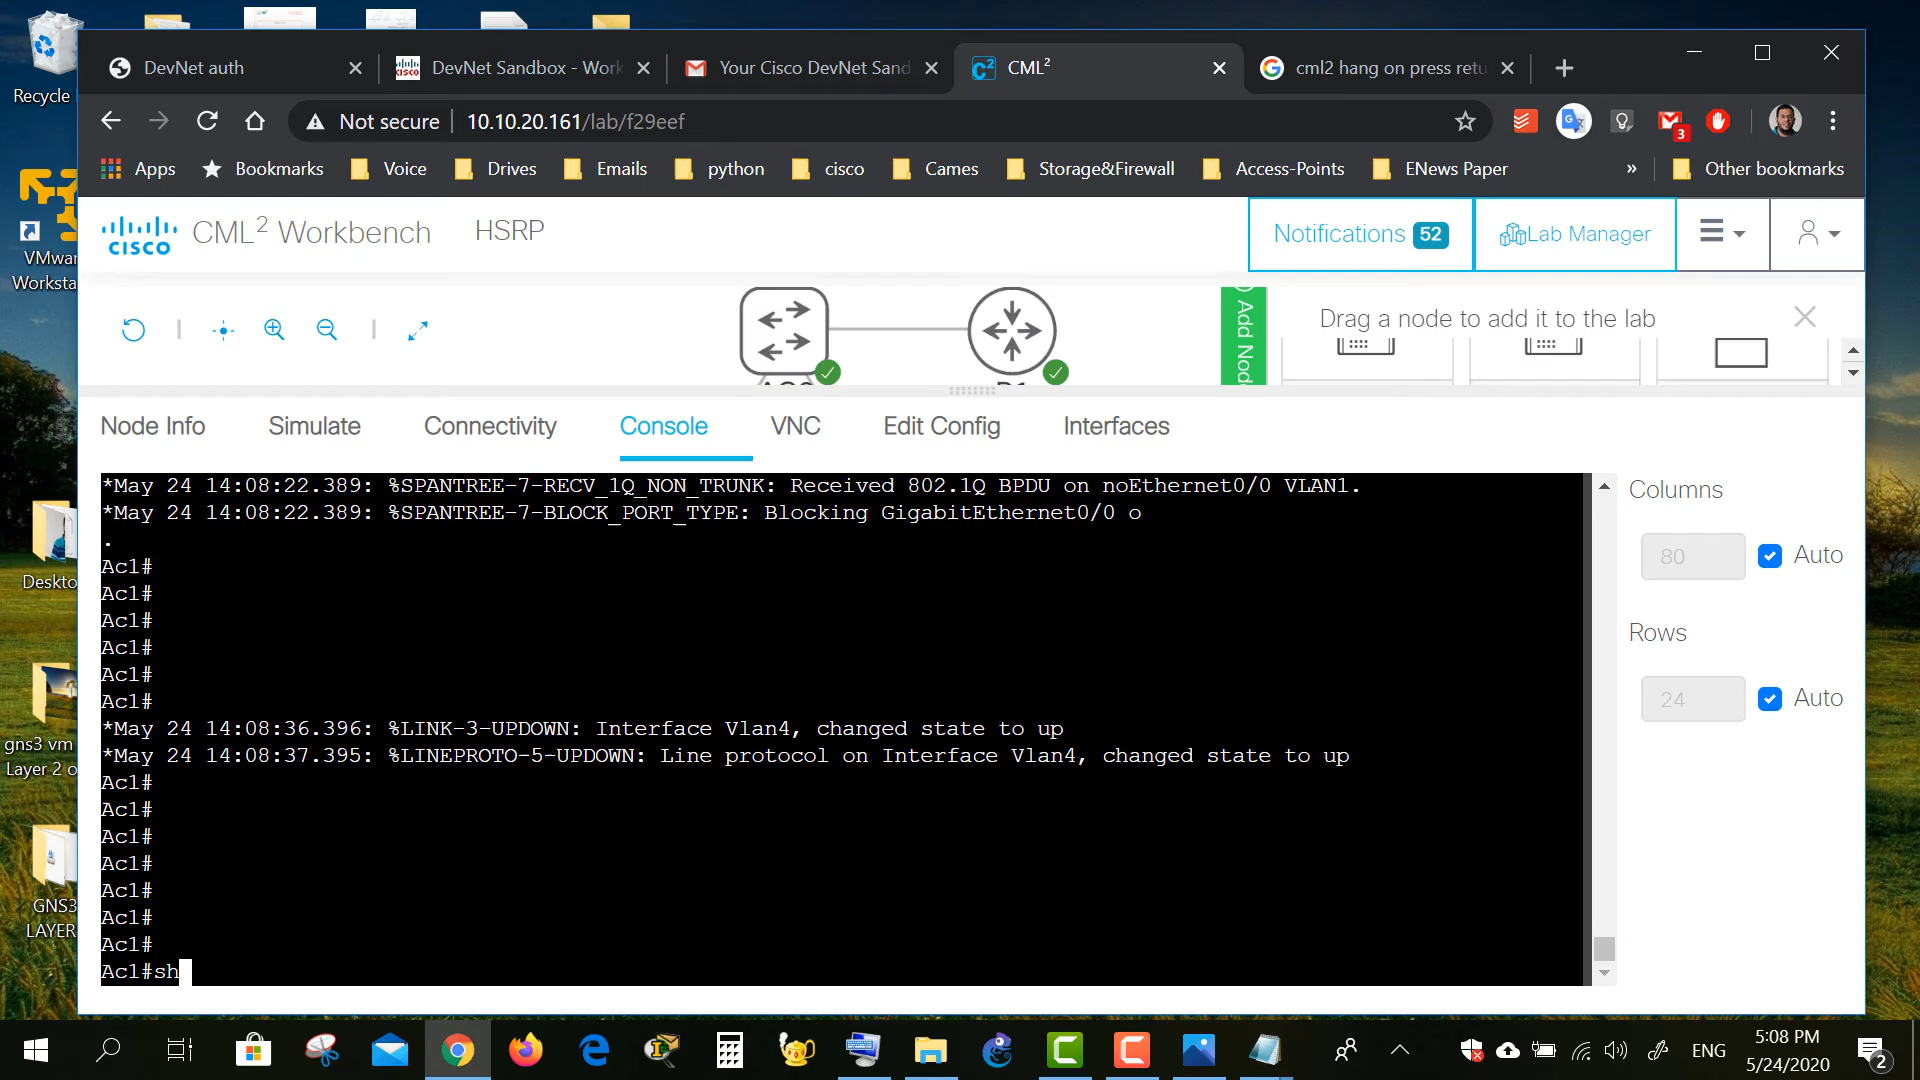 Recycle
VMwar
Worksta
Deskto
gns3 vm
Layer 2 o
GNS3
LAYER
DevNet auth
DevNet Sandbox - Work
Your Cisco DevNet Sand
CML²
cml2 hang on press retu
Not secure
10.10.20.161/lab/f29eef
3
Apps
Bookmarks
Voice
Drives
Emails
python
cisco
Cames
Storage&Firewall
Access-Points
ENews Paper
»
Other bookmarks
CISCO
CML² Workbench
HSRP
Notifications 52
Lab Manager
Add Nod
Drag a node to add it to the lab
Node Info
Simulate
Connectivity
Console
VNC
Edit Config
Interfaces
*May 24 14:08:22.389: %SPANTREE-7-RECV_1Q_NON_TRUNK: Received 802.1Q BPDU on noEthernet0/0 VLAN1.
*May 24 14:08:22.389: %SPANTREE-7-BLOCK_PORT_TYPE: Blocking GigabitEthernet0/0 o
.
Ac1#
Ac1#
Ac1#
Ac1#
Ac1#
Ac1#
*May 24 14:08:36.396: %LINK-3-UPDOWN: Interface Vlan4, changed state to up
*May 24 14:08:37.395: %LINEPROTO-5-UPDOWN: Line protocol on Interface Vlan4, changed state to up
Ac1#
Ac1#
Ac1#
Ac1#
Ac1#
Ac1#
Ac1#
Ac1#sh
Columns
80
Auto
Rows
24
Auto
ENG
5:08 PM
5/24/2020
2